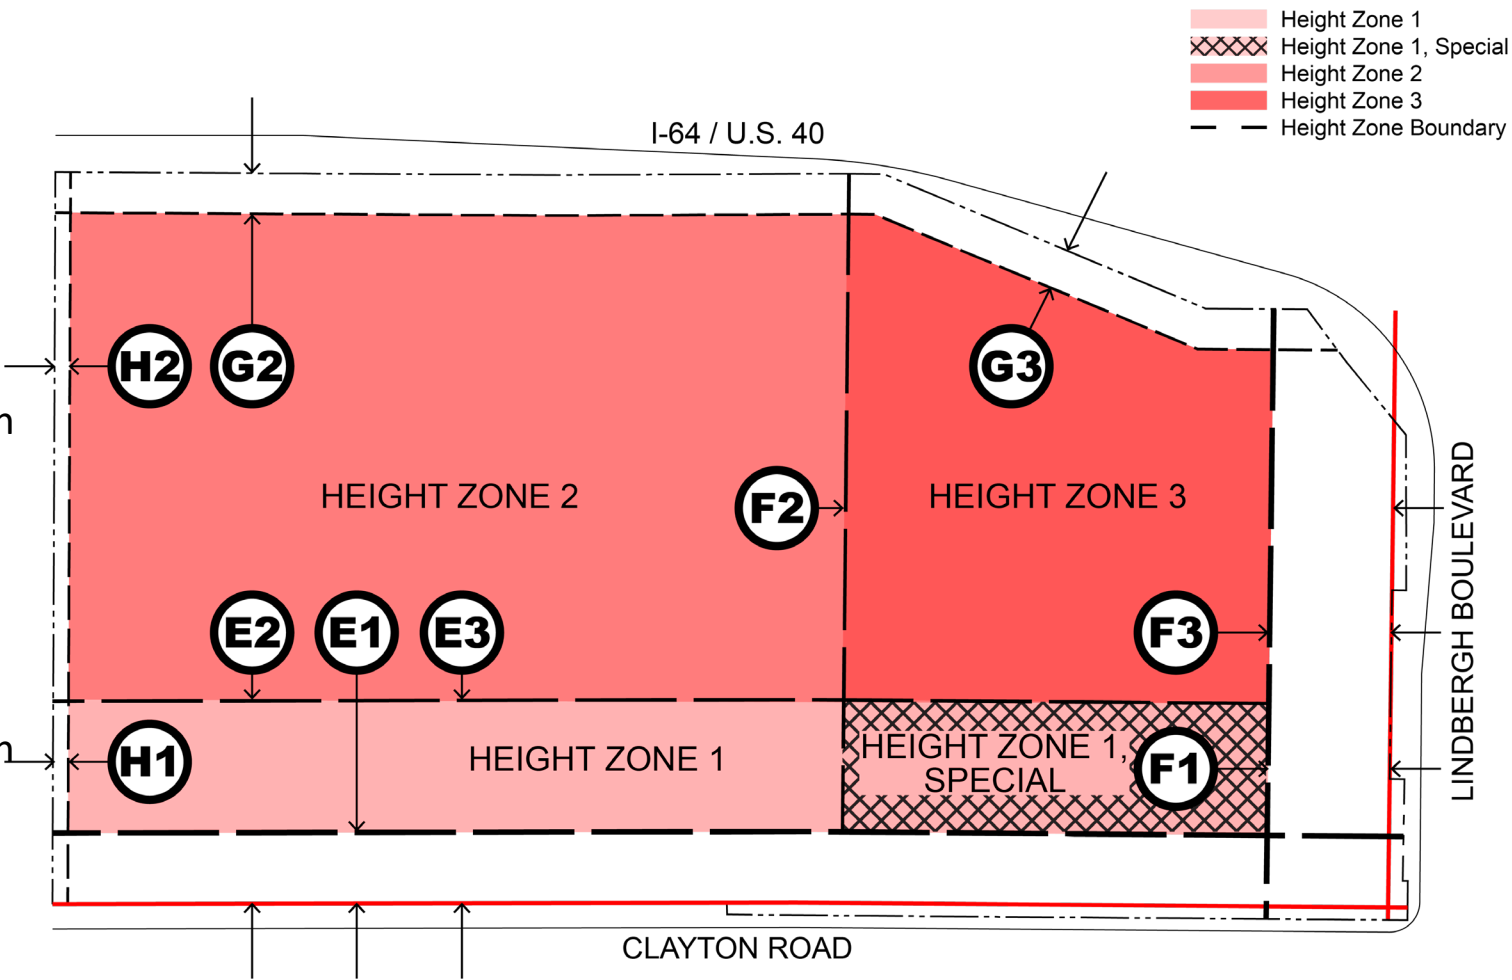 Height Zone 1
Height Zone 1, Special
Height Zone 2
Height Zone 3
Height Zone Boundary
I-64 / U.S. 40
H2
G2
G3
n
HEIGHT ZONE 2
F2
HEIGHT ZONE 3
LINDBERGH BOULEVARD
E2
E1
E3
F3
n
H1
HEIGHT ZONE 1
HEIGHT ZONE 1,
SPECIAL
F1
CLAYTON ROAD